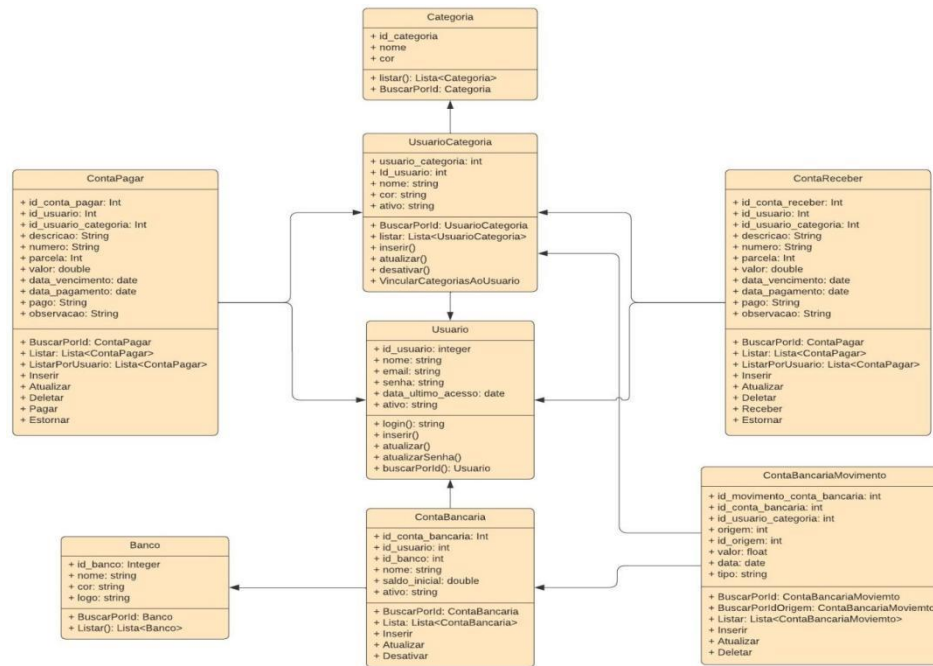 Categoria
+ id_categoria
+ nome
+ cor
+ listar(): Lista<Categoria>
+ BuscarPorId: Categoria
UsuarioCategoria
+ usuario_categoria: int
+ Id_usuario: int
+ nome: string
+ cor: string
+ ativo: string
+ BuscarPorId: UsuarioCategoria
+ listar: Lista<UsuarioCategoria>
+ inserir()
+ atualizar()
+ desativar()
+ VincularCategoriasAoUsuario
ContaPagar
+ id_conta_pagar: Int
+ id_usuario: Int
+ id_usuario_categoria: Int
+ descricao: String
+ numero: String
+ parcela: Int
+ valor: double
+ data_vencimento: date
+ data_pagamento: date
+ pago: String
+ observacao: String
+ BuscarPorId: ContaPagar
+ Listar: Lista<ContaPagar>
+ ListarPorUsuario: Lista<ContaPagar>
+ Inserir
+ Atualizar
+ Deletar
+ Pagar
+ Estornar
ContaReceber
+ id_conta_receber: Int
+ id_usuario: Int
+ id_usuario_categoria: Int
+ descricao: String
+ numero: String
+ parcela: Int
+ valor: double
+ data_vencimento: date
+ data_pagamento: date
+ pago: String
+ observacao: String
+ BuscarPorId: ContaPagar
+ Listar: Lista<ContaPagar>
+ ListarPorUsuario: Lista<ContaPagar>
+ Inserir
+ Atualizar
+ Deletar
+ Receber
+ Estornar
Usuario
+ id_usuario: integer
+ nome: string
+ email: string
+ senha: string
+ data_ultimo_acesso: date
+ ativo: string
+ login(): string
+ inserir()
+ atualizar()
+ atualizarSenha()
+ buscarPorId(): Usuario
Banco
+ id_banco: Integer
+ nome: string
+ cor: string
+ logo: string
+ BuscarPorId: Banco
+ Listar(): Lista<Banco>
ContaBancaria
+ id_conta_bancaria: Int
+ id_usuario: int
+ id_banco: int
+ nome: string
+ saldo_inicial: double
+ ativo: string
+ BuscarPorId: ContaBancaria
+ Lista: Lista<ContaBancaria>
+ Inserir
+ Atualizar
+ Desativar
ContaBancariaMovimento
+ id_movimento_conta_bancaria: int
+ id_conta_bancaria: int
+ id_usuario_categoria: int
+ origem: int
+ id_origem: int
+ valor: float
+ data: date
+ tipo: string
+ BuscarPorId: ContaBancariaMoviemto
+ BuscarPorIdOrigem: ContaBancariaMoviemto
+ Listar: Lista<ContaBancariaMoviemto>
+ Inserir
+ Atualizar
+ Deletar